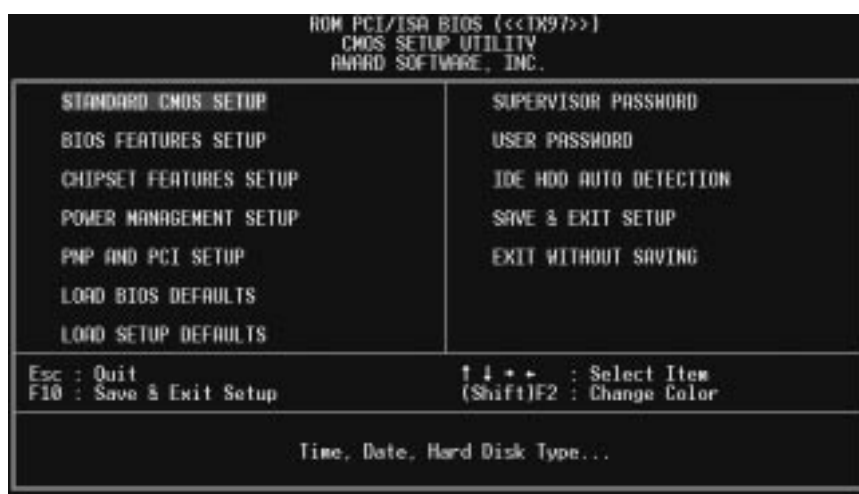 ROM PCI/ISA BIOS (<<TX97>>)
CMOS SETUP UTILITY
AWARD SOFTWARE, INC.
STANDARD CMOS SETUP
BIOS FEATURES SETUP
CHIPSET FEATURES SETUP
POWER MANAGEMENT SETUP
PNP AND PCI SETUP
LOAD BIOS DEFAULTS
LOAD SETUP DEFAULTS
SUPERVISOR PASSWORD
USER PASSWORD
IDE HDD AUTO DETECTION
SAVE & EXIT SETUP
EXIT WITHOUT SAVING
Esc : Quit
F10 : Save & Exit Setup
↑ ↓ → ← : Select Item
(Shift)F2 : Change Color
Time, Date, Hard Disk Type...